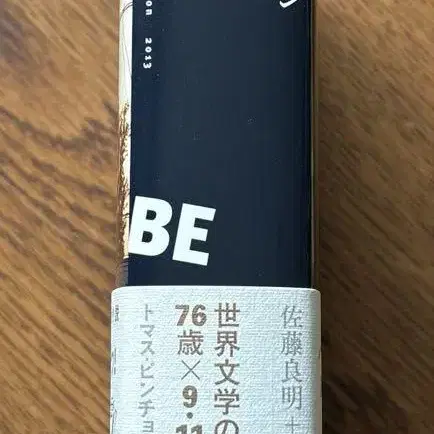 on 2013
BE
佐藤良明
世界文学の
76歳×9・11
トマス・ピンチョ